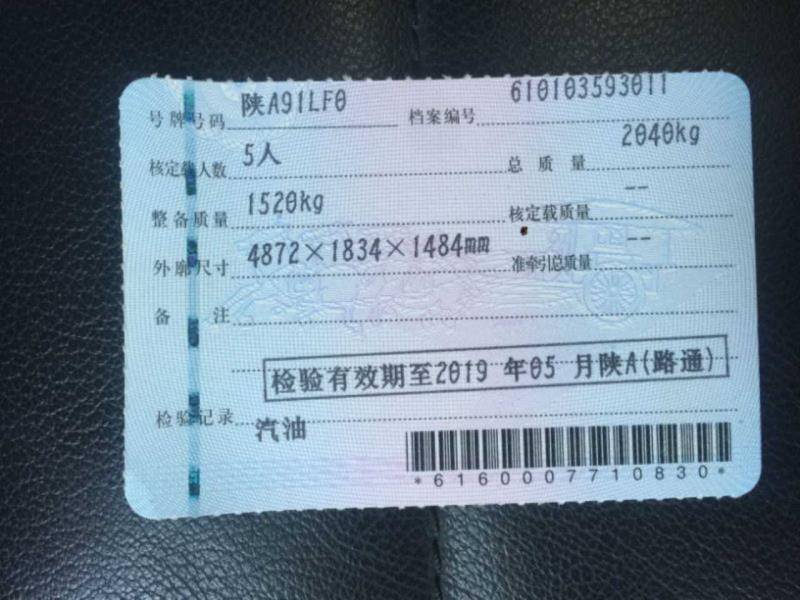 号牌号码 陕A91LF0 档案编号 610103593011
核定载人数 5人 总质量 2040kg
整备质量 1520kg 核定载质量 --
外廓尺寸 4872×1834×1484mm 准牵引总质量 --
备注
检验有效期至2019 年05 月陕A(路通)
检验记录 汽油
*6160007710830*